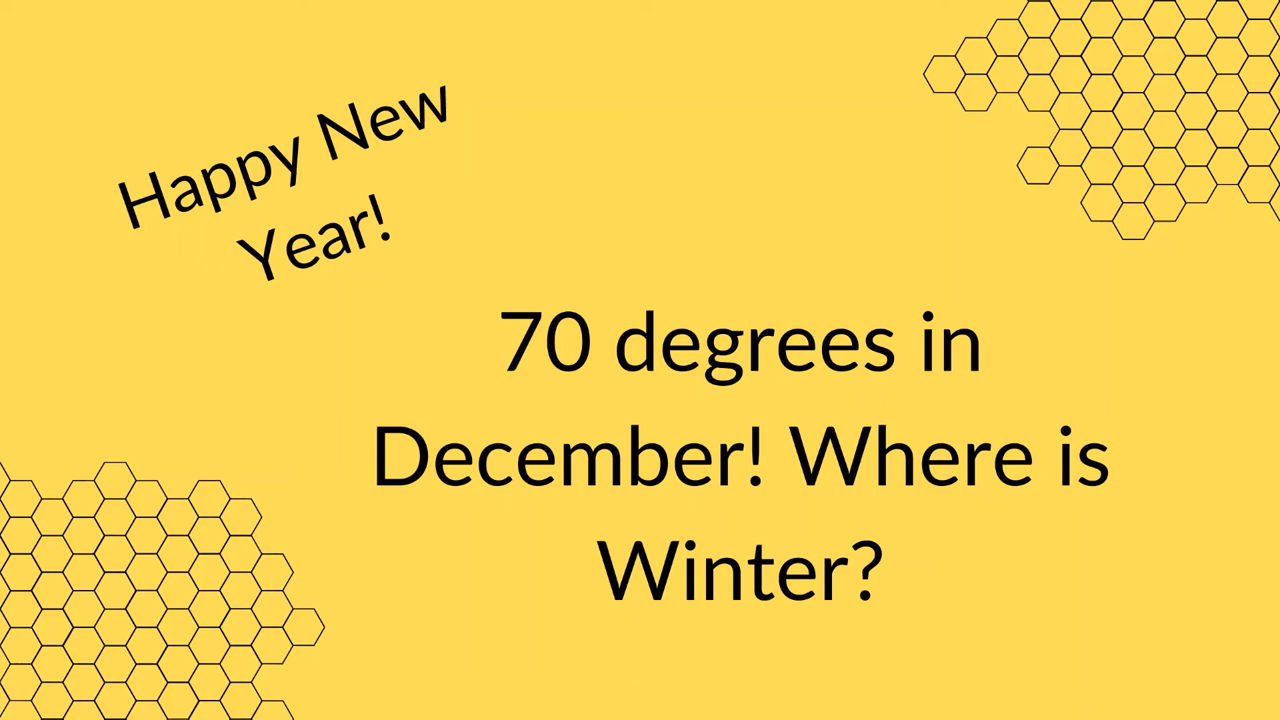 Happy New
Year!
70 degrees in
December! Where is
Winter?